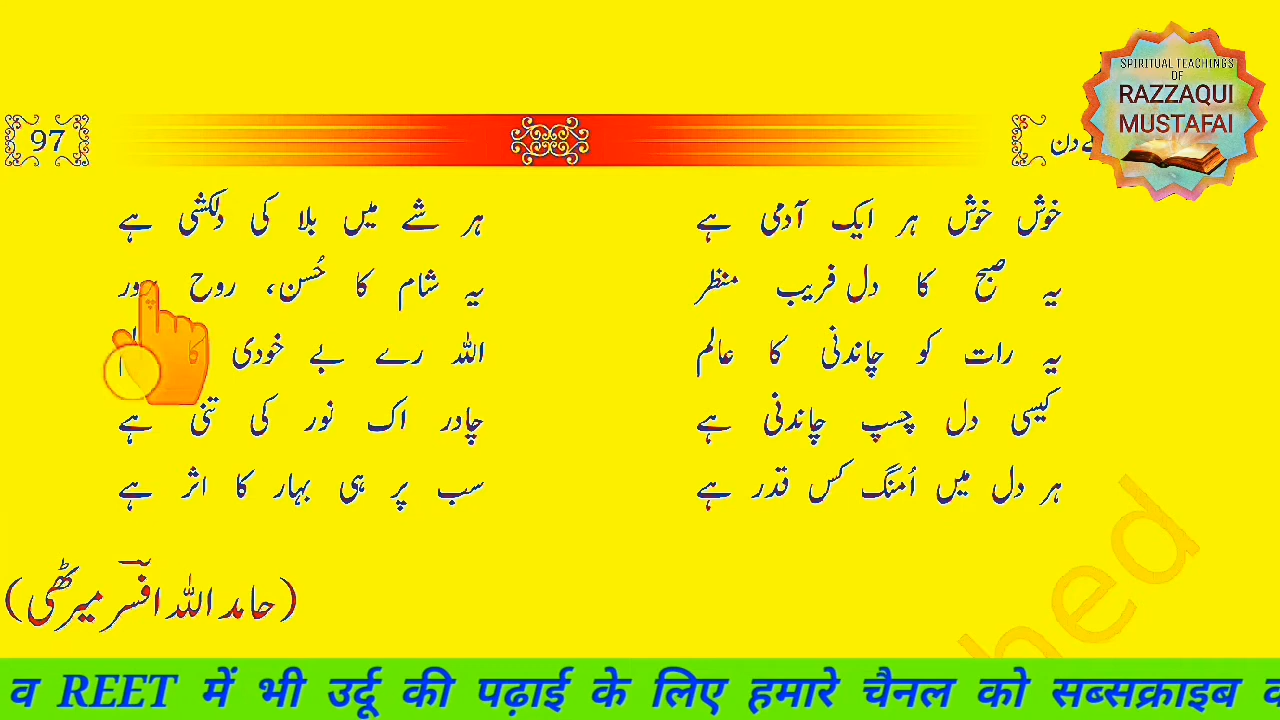 SPIRITUAL TEACHINGS
OF
RAZZAQUI
MUSTAFAI
97
دن
خوش خوش ہر ایک آدمی ہے
ہر شے میں بلا کی دلکشی ہے
یہ صبح کا دل فریب منظر
یہ شام کا حُسن، روح
یہ رات کو چاندنی کا عالم
اللہ رے بے خودی کا
کیسی دل چسپ چاندنی ہے
چادر اک نور کی تنی ہے
ہر دل میں اُمنگ کس قدر ہے
سب پر ہی بہار کا اثر ہے
(حامد اللہ افسرؔ میرٹھی)
hed
व REET में भी उर्दू की पढ़ाई के लिए हमारे चैनल को सब्सक्राइब